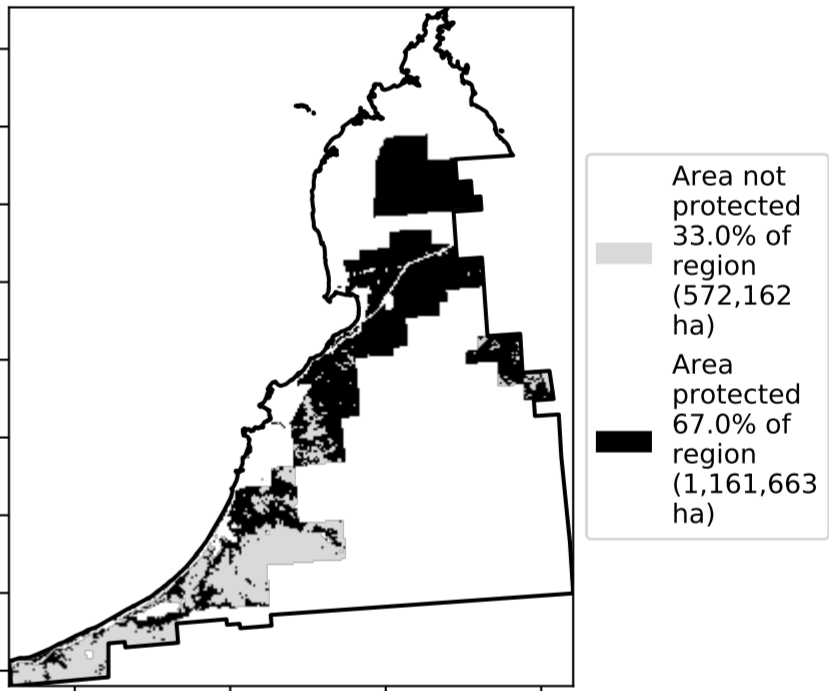 Area not
protected
33.0% of
region
(572,162
ha)
Area
protected
67.0% of
region
(1,161,663
ha)